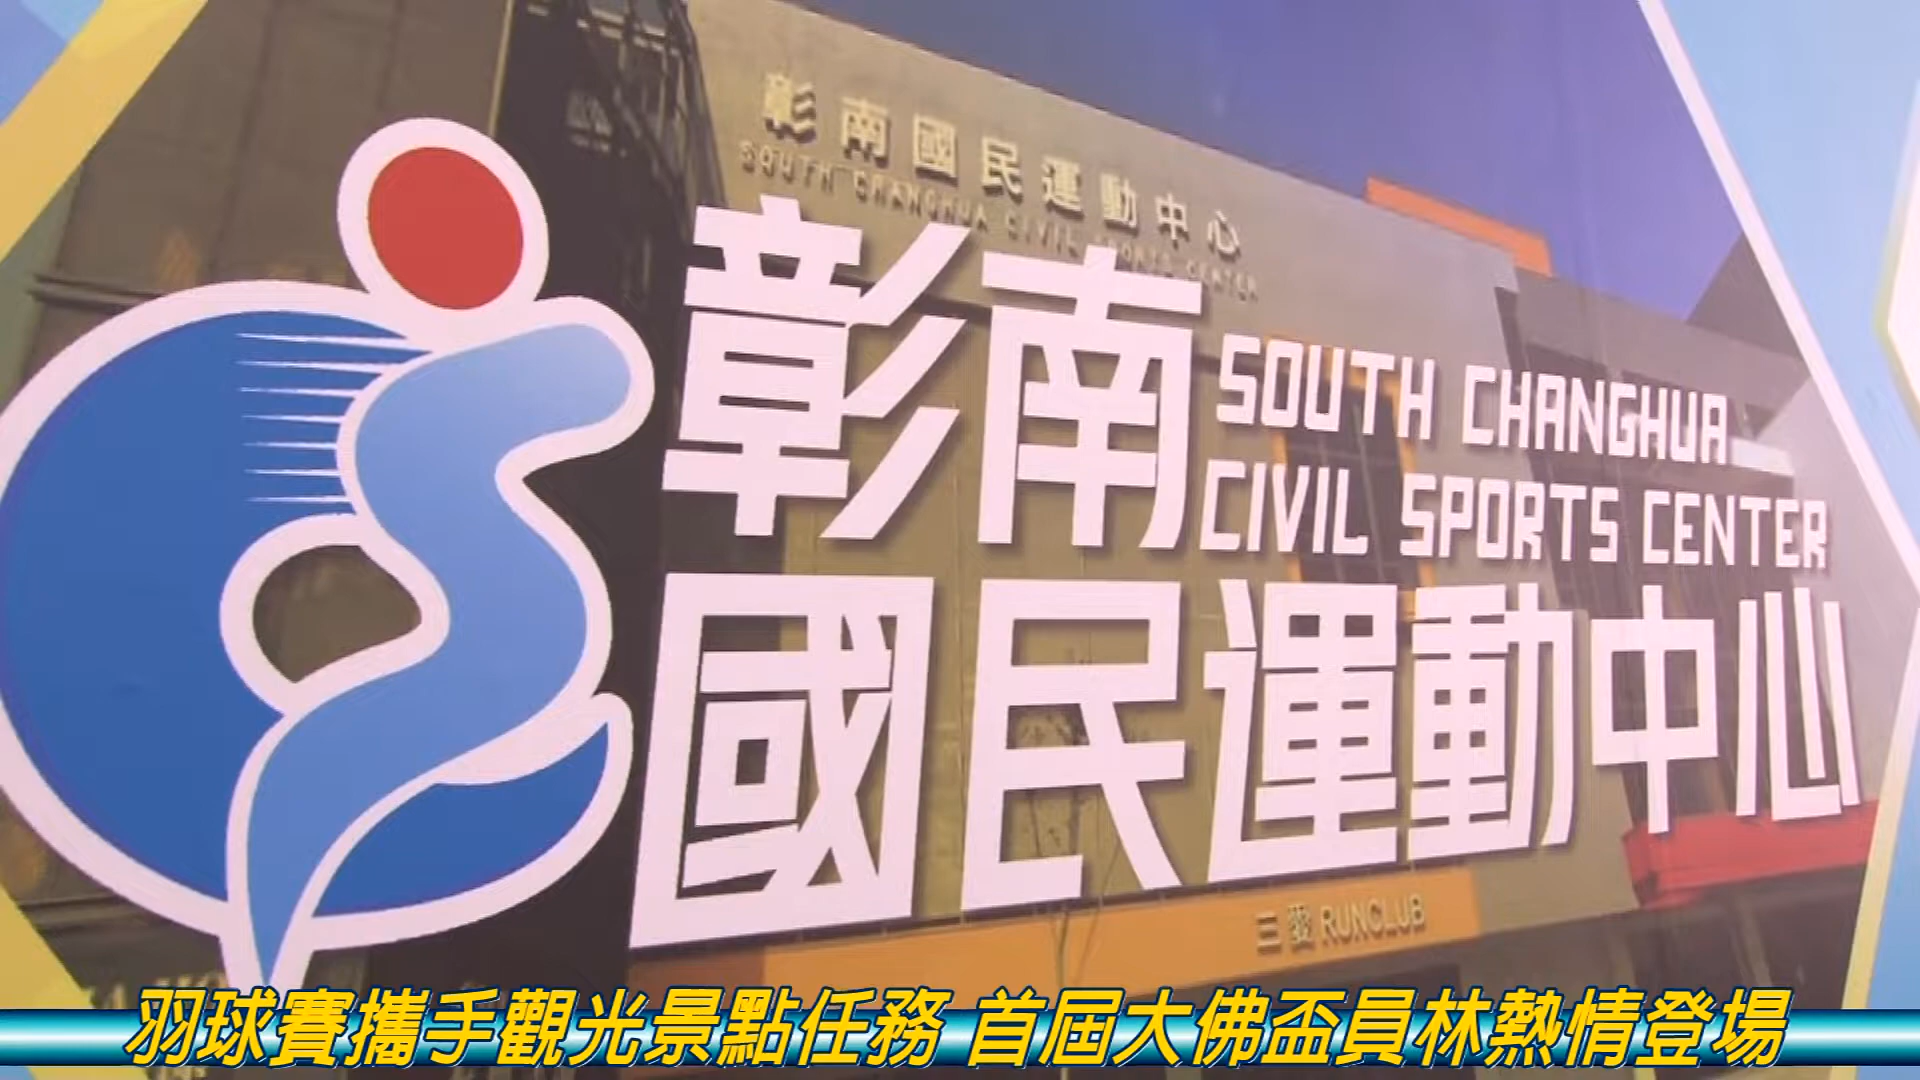 彰南國民運動中心
SOUTH CHANGHUA CIVIL SPORTS CENTER
彰南
SOUTH CHANGHUA
CIVIL SPORTS CENTER
國民運動中心
RUNCLUB
羽球賽攜手觀光景點任務 首屆大佛盃員林熱情登場